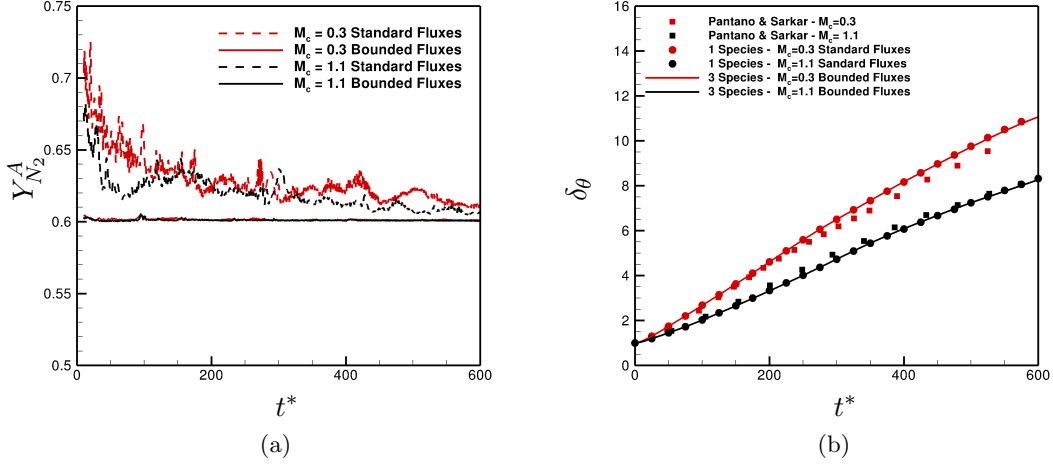 M_c = 0.3 Standard Fluxes
M_c = 0.3 Bounded Fluxes
M_c = 1.1 Standard Fluxes
M_c = 1.1 Bounded Fluxes
0.75
0.7
0.65
0.6
0.55
0.5
Y^A_{N_2}
0 200 400 600
t*
(a)
Pantano & Sarkar - M_c=0.3
Pantano & Sarkar - M_c= 1.1
1 Species - M_c=0.3 Standard Fluxes
1 Species - M_c=1.1 Sandard Fluxes
3 Species - M_c=0.3 Bounded Fluxes
3 Species - M_c=1.1 Bounded Fluxes
16
14
12
10
8
6
4
2
0
δ_θ
0 200 400 600
t*
(b)